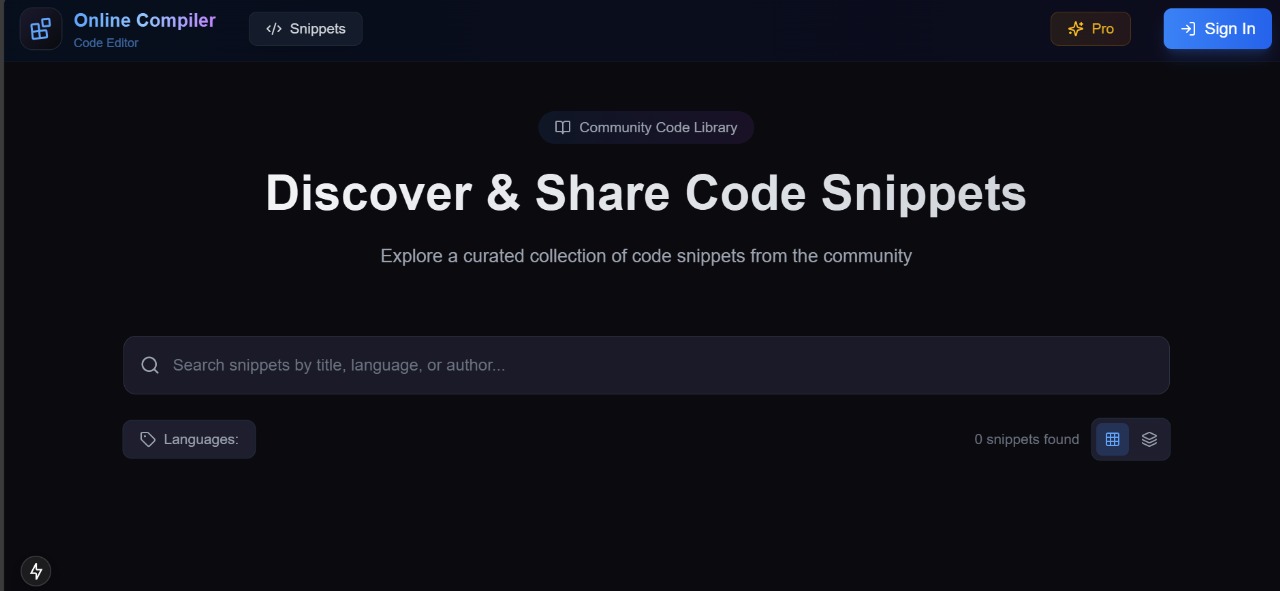 Online Compiler
Code Editor
Snippets
Pro
Sign In
Community Code Library
Discover & Share Code Snippets
Explore a curated collection of code snippets from the community
Search snippets by title, language, or author...
Languages:
0 snippets found